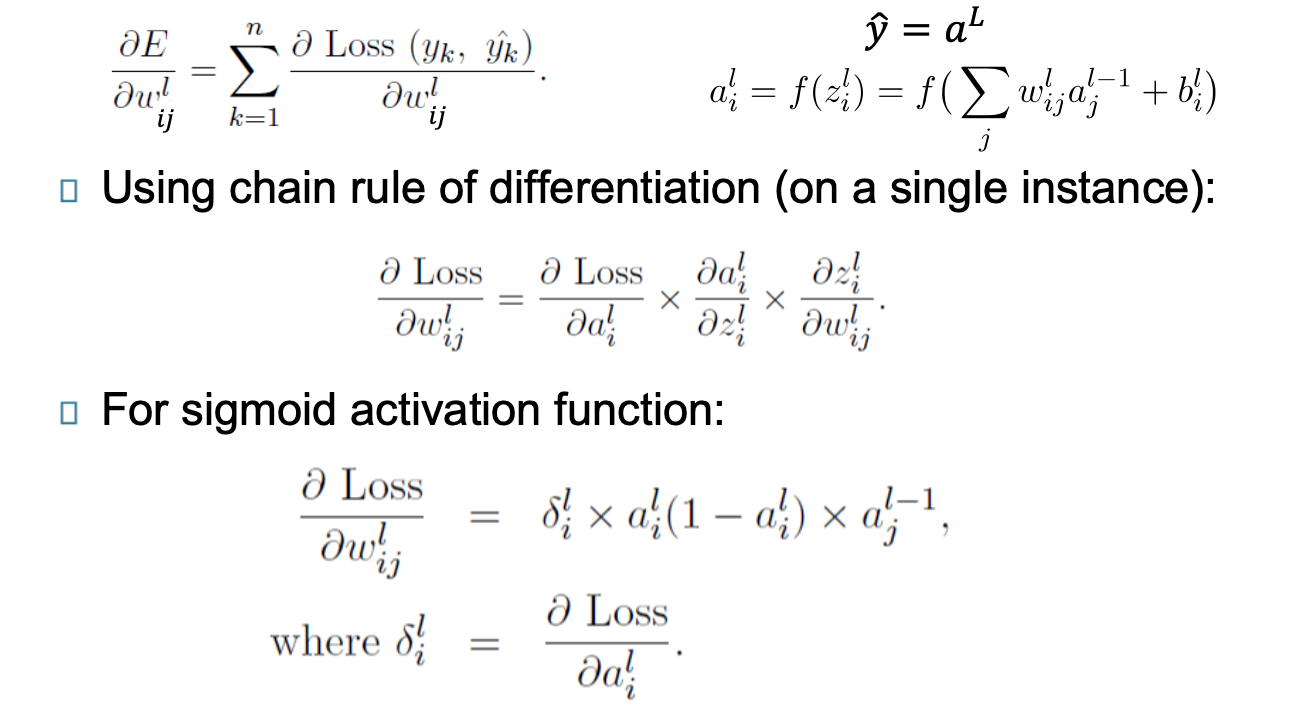 ∂E/∂w^l_ij = ∑_{k=1}^{n} ∂ Loss (y_k, ŷ_k)/∂w^l_ij .
ŷ = a^L
a^l_i = f(z^l_i) = f(∑_j w^l_ij a^{l−1}_j + b^l_i)
Using chain rule of differentiation (on a single instance):
∂ Loss/∂w^l_ij = ∂ Loss/∂a^l_i × ∂a^l_i/∂z^l_i × ∂z^l_i/∂w^l_ij .
For sigmoid activation function:
∂ Loss/∂w^l_ij = δ^l_i × a^l_i(1 − a^l_i) × a^{l−1}_j ,
where δ^l_i = ∂ Loss/∂a^l_i .